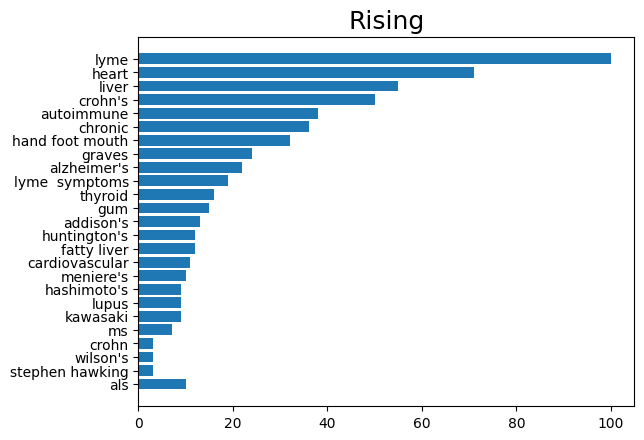 Rising
lyme
heart
liver
crohn's
autoimmune
chronic
hand foot mouth
graves
alzheimer's
lyme  symptoms
thyroid
gum
addison's
huntington's
fatty liver
cardiovascular
meniere's
hashimoto's
lupus
kawasaki
ms
crohn
wilson's
stephen hawking
als
0 20 40 60 80 100